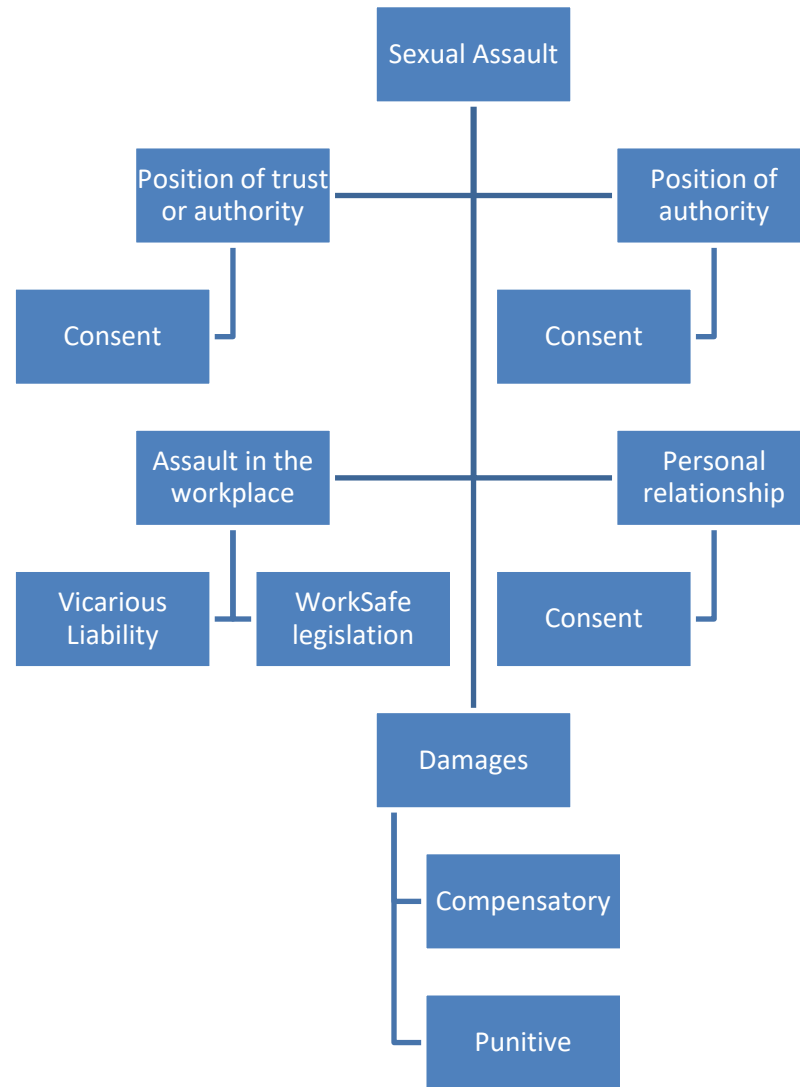 Sexual Assault
Position of trust
or authority
Position of
authority
Consent
Consent
Assault in the
workplace
Personal
relationship
Vicarious
Liability
WorkSafe
legislation
Consent
Damages
Compensatory
Punitive